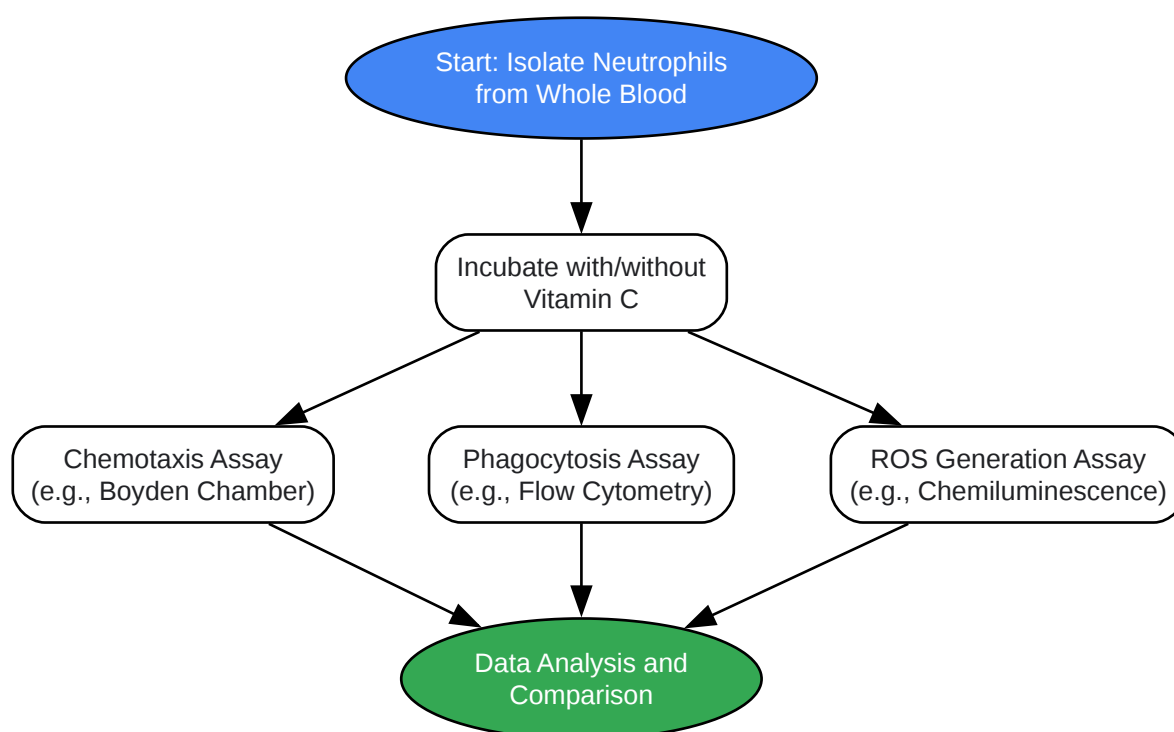 Start: Isolate Neutrophils
from Whole Blood
Incubate with/without
Vitamin C
Chemotaxis Assay
(e.g., Boyden Chamber)
Phagocytosis Assay
(e.g., Flow Cytometry)
ROS Generation Assay
(e.g., Chemiluminescence)
Data Analysis and
Comparison